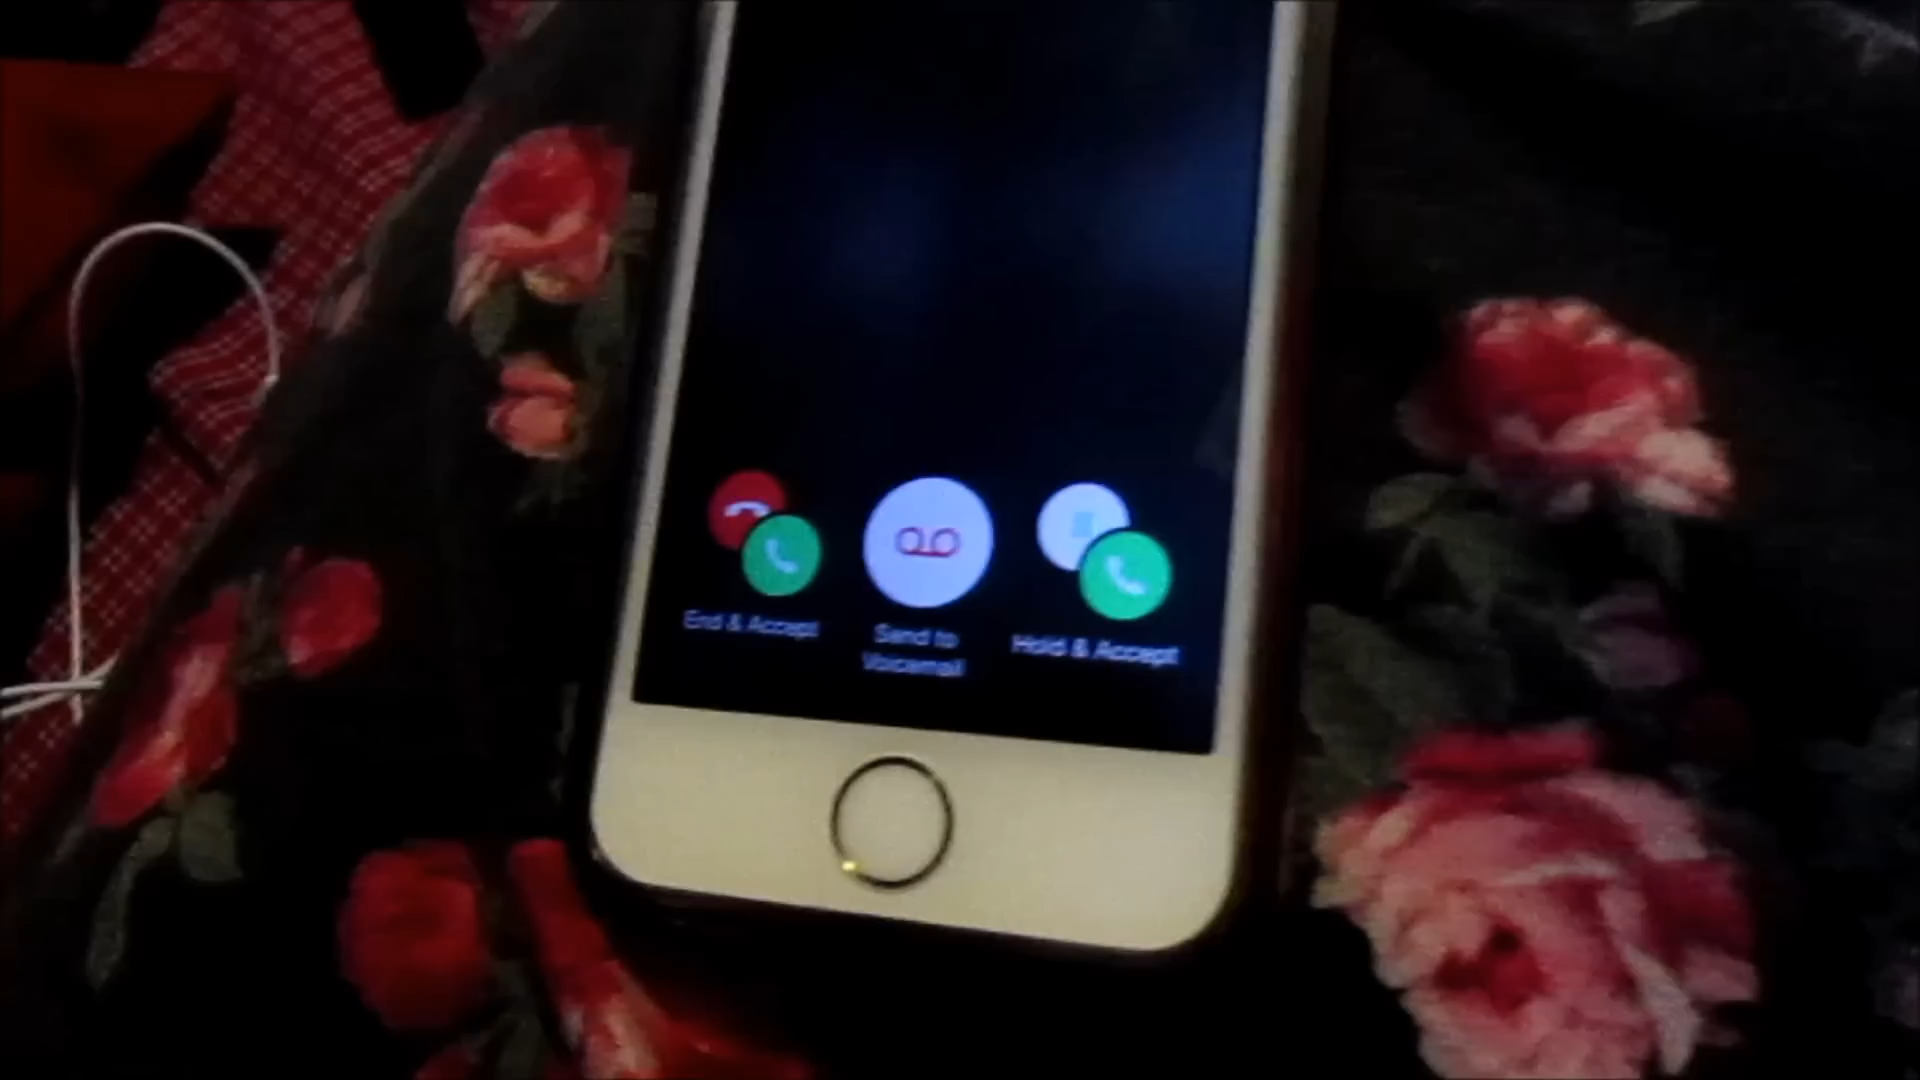 End & Accept
Send to
Voicemail
Hold & Accept